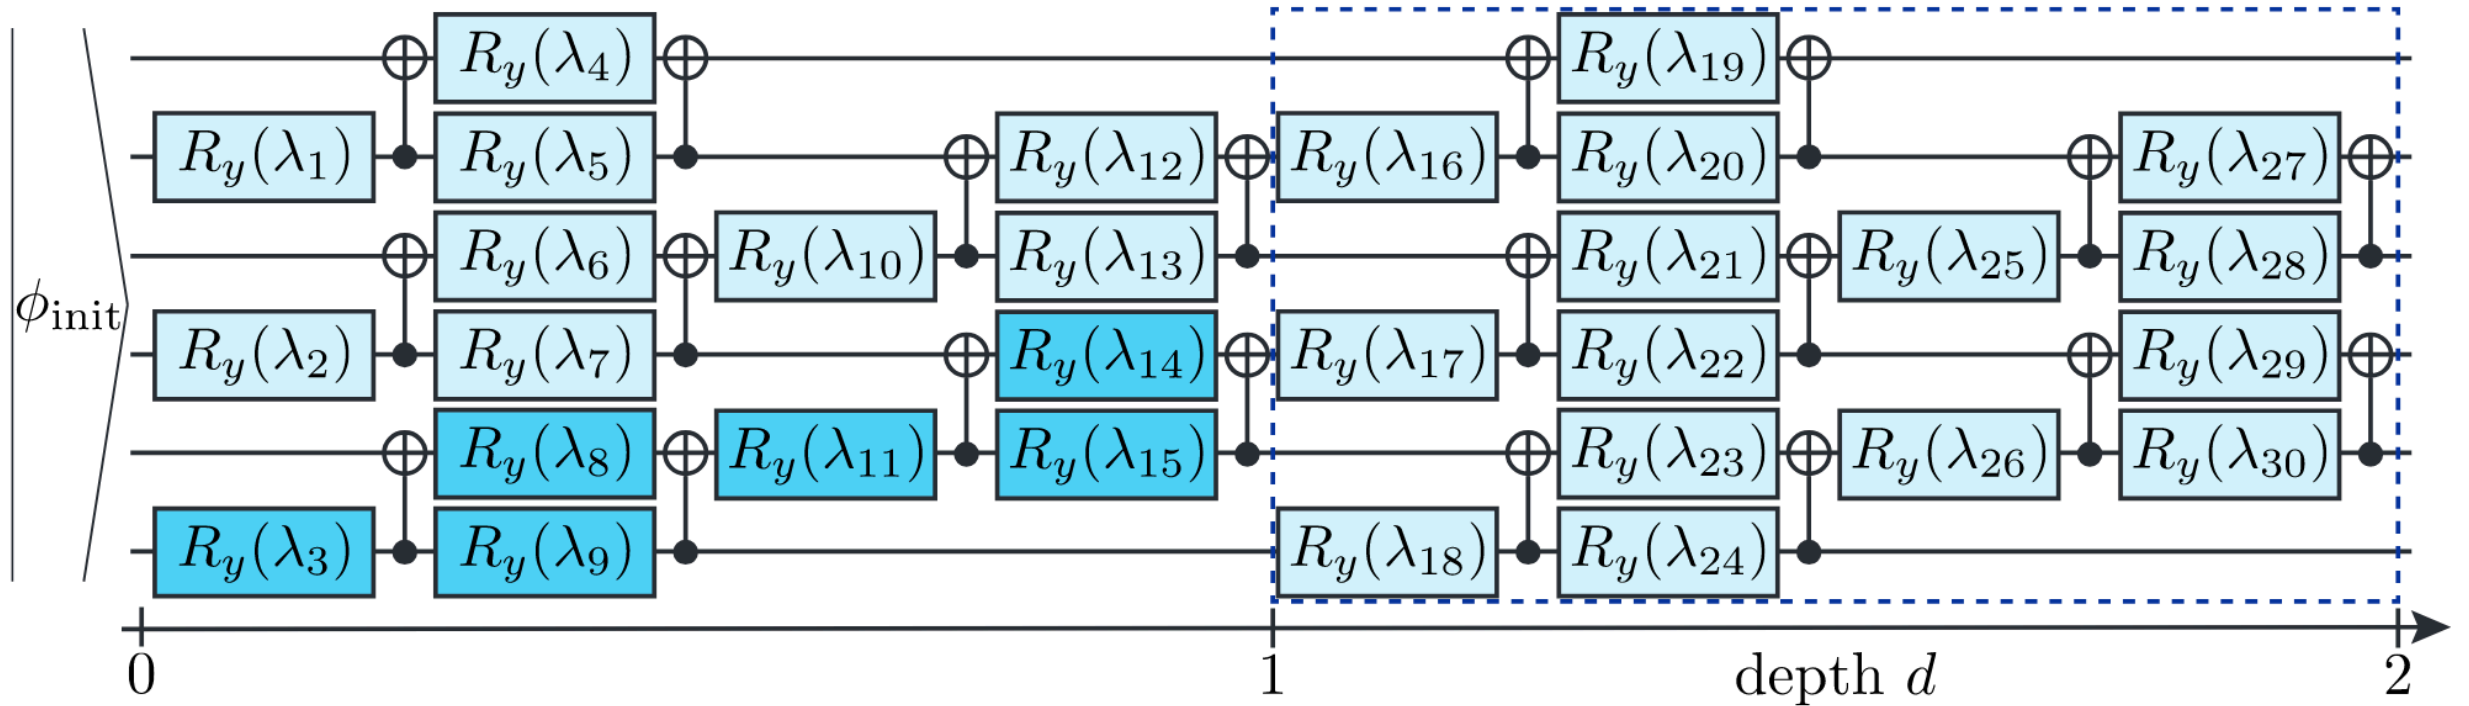 R_y(λ_4) R_y(λ_19)
R_y(λ_1) R_y(λ_5) R_y(λ_12) R_y(λ_16) R_y(λ_20) R_y(λ_27)
R_y(λ_6) R_y(λ_10) R_y(λ_13) R_y(λ_21) R_y(λ_25) R_y(λ_28)
ϕ_init
R_y(λ_2) R_y(λ_7) R_y(λ_14) R_y(λ_17) R_y(λ_22) R_y(λ_29)
R_y(λ_8) R_y(λ_11) R_y(λ_15) R_y(λ_23) R_y(λ_26) R_y(λ_30)
R_y(λ_3) R_y(λ_9) R_y(λ_18) R_y(λ_24)
0 1 depth d 2